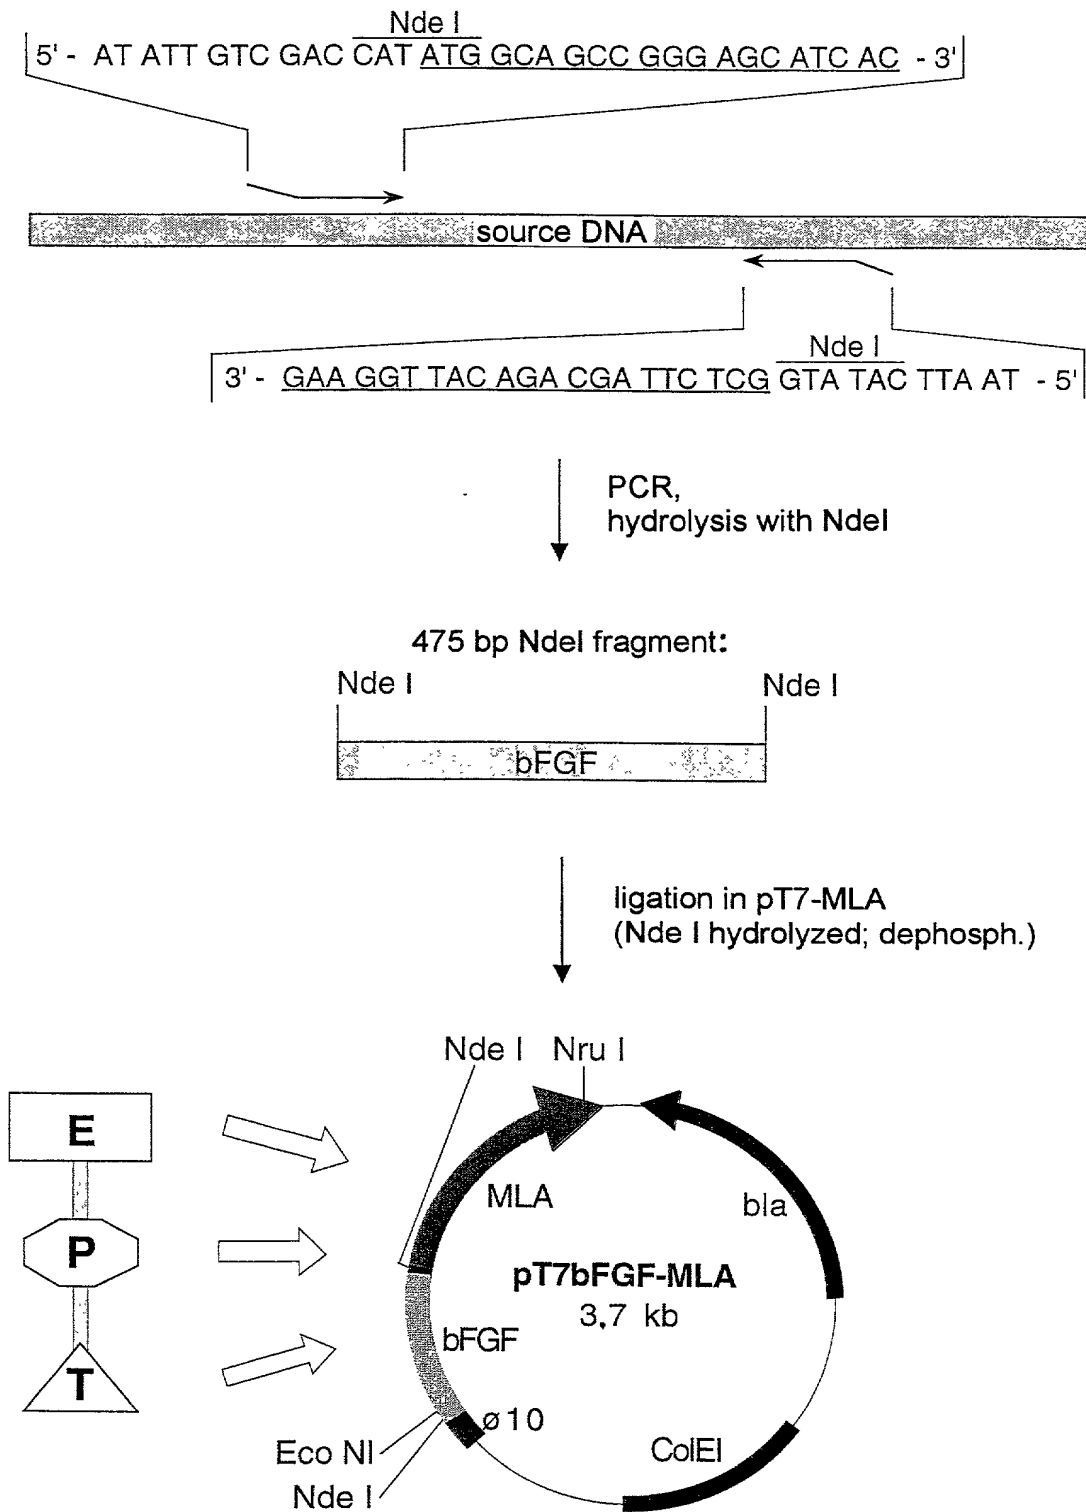 Nde I
5' - AT ATT GTC GAC CAT ATG GCA GCC GGG AGC ATC AC - 3'
source DNA
Nde I
3' - GAA GGT TAC AGA CGA TTC TCG GTA TAC TTA AT - 5'
PCR,
hydrolysis with NdeI
475 bp NdeI fragment:
Nde I
Nde I
bFGF
ligation in pT7-MLA
(Nde I hydrolyzed; dephosph.)
Nde I
Nru I
E
P
T
MLA
bla
pT7bFGF-MLA
3,7 kb
bFGF
ø10
Eco NI
Nde I
ColEI